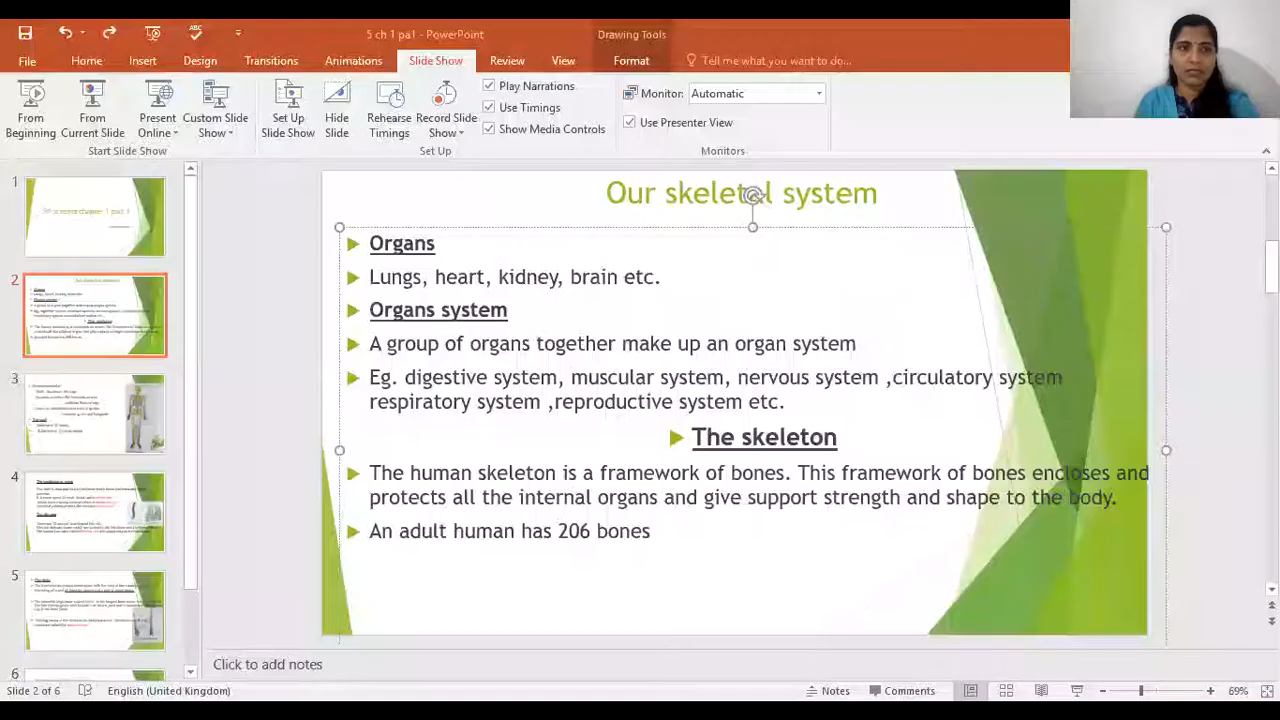 5 ch 1 pa1 - PowerPoint
Drawing Tools
File Home Insert Design Transitions Animations Slide Show Review View Format Tell me what you want to do...
From Beginning
From Current Slide
Present Online
Custom Slide Show
Set Up Slide Show
Hide Slide
Rehearse Timings
Record Slide Show
Play Narrations
Use Timings
Show Media Controls
Monitor: Automatic
Use Presenter View
Start Slide Show
Set Up
Monitors
1
2
3
4
5
6
Our skeletal system
Organs
Lungs, heart, kidney, brain etc.
Organs system
A group of organs together make up an organ system
Eg. digestive system, muscular system, nervous system ,circulatory system
respiratory system ,reproductive system etc.
The skeleton
The human skeleton is a framework of bones. This framework of bones encloses and
protects all the internal organs and give support strength and shape to the body.
An adult human has 206 bones
Click to add notes
Slide 2 of 6 English (United Kingdom) Notes Comments 69%